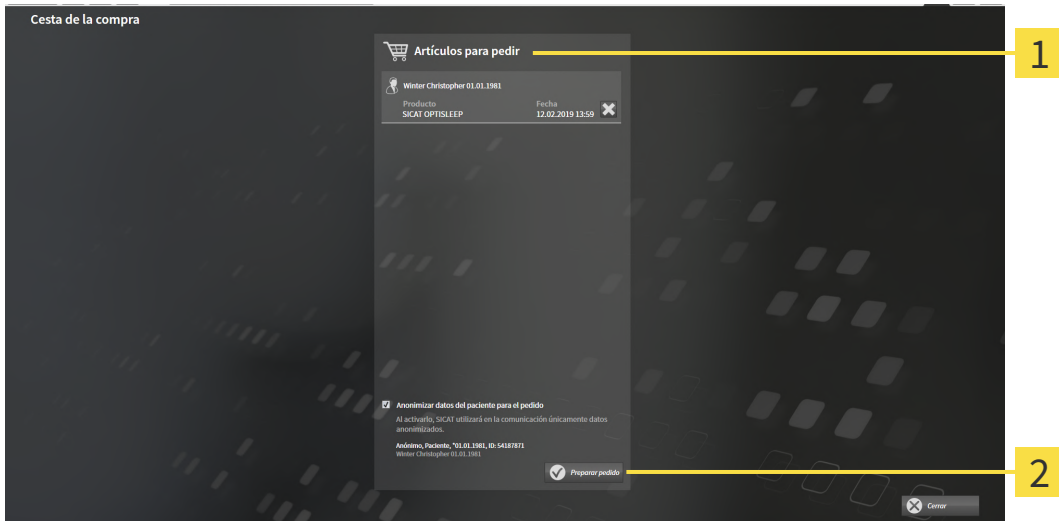 Cesta de la compra
Artículos para pedir
1
Winter Christopher 01.01.1981
Producto Fecha
SICAT OPTISLEEP 12.02.2019 13:59
Anonimizar datos del paciente para el pedido
Al activarlo, SICAT utilizará en la comunicación únicamente datos
anonimizados.
Anónimo, Paciente, *01.01.1981, ID: 54187871
Winter Christopher 01.01.1981
Preparar pedido
2
Cerrar